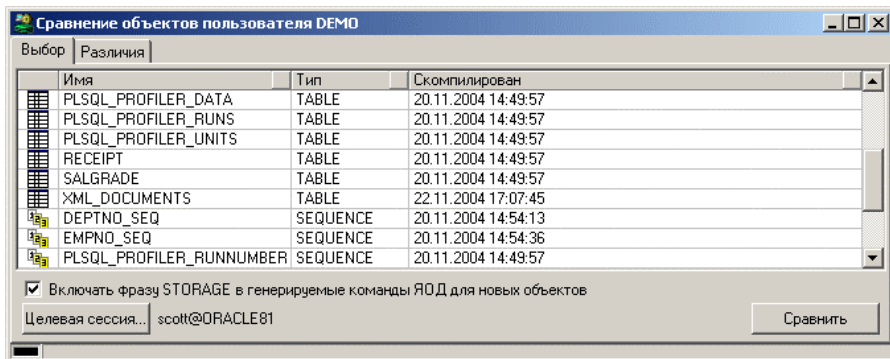 Сравнение объектов пользователя DEMO
Выбор Различия
Имя Тип Скомпилирован
PLSQL_PROFILER_DATA TABLE 20.11.2004 14:49:57
PLSQL_PROFILER_RUNS TABLE 20.11.2004 14:49:57
PLSQL_PROFILER_UNITS TABLE 20.11.2004 14:49:57
RECEIPT TABLE 20.11.2004 14:49:57
SALGRADE TABLE 20.11.2004 14:49:57
XML_DOCUMENTS TABLE 22.11.2004 17:07:45
DEPTNO_SEQ SEQUENCE 20.11.2004 14:54:13
EMPNO_SEQ SEQUENCE 20.11.2004 14:54:36
PLSQL_PROFILER_RUNNUMBER SEQUENCE 20.11.2004 14:49:57
Включать фразу STORAGE в генерируемые команды ЯОД для новых объектов
Целевая сессия... scott@ORACLE81 Сравнить